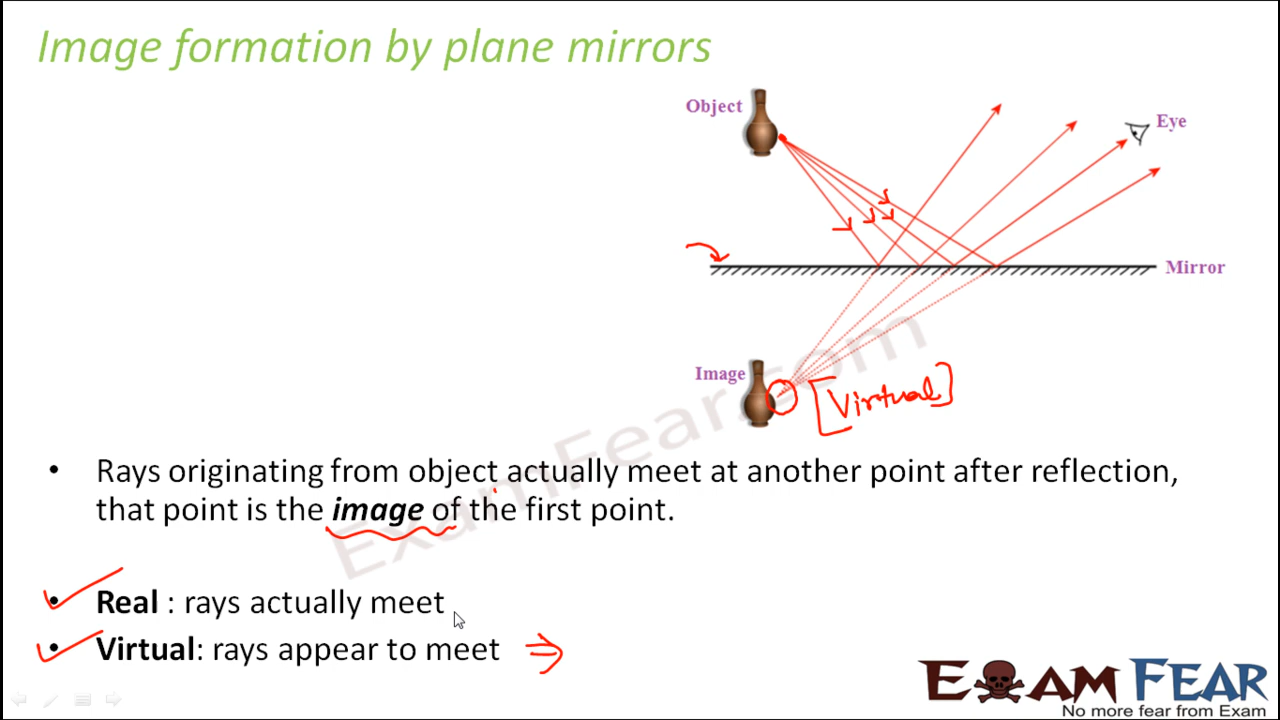 Image formation by plane mirrors
Object
Eye
Mirror
Image
[Virtual]
ExamFear.com
• Rays originating from object actually meet at another point after reflection,
that point is the image of the first point.
• Real : rays actually meet
• Virtual: rays appear to meet
EXAM FEAR
No more fear from Exam